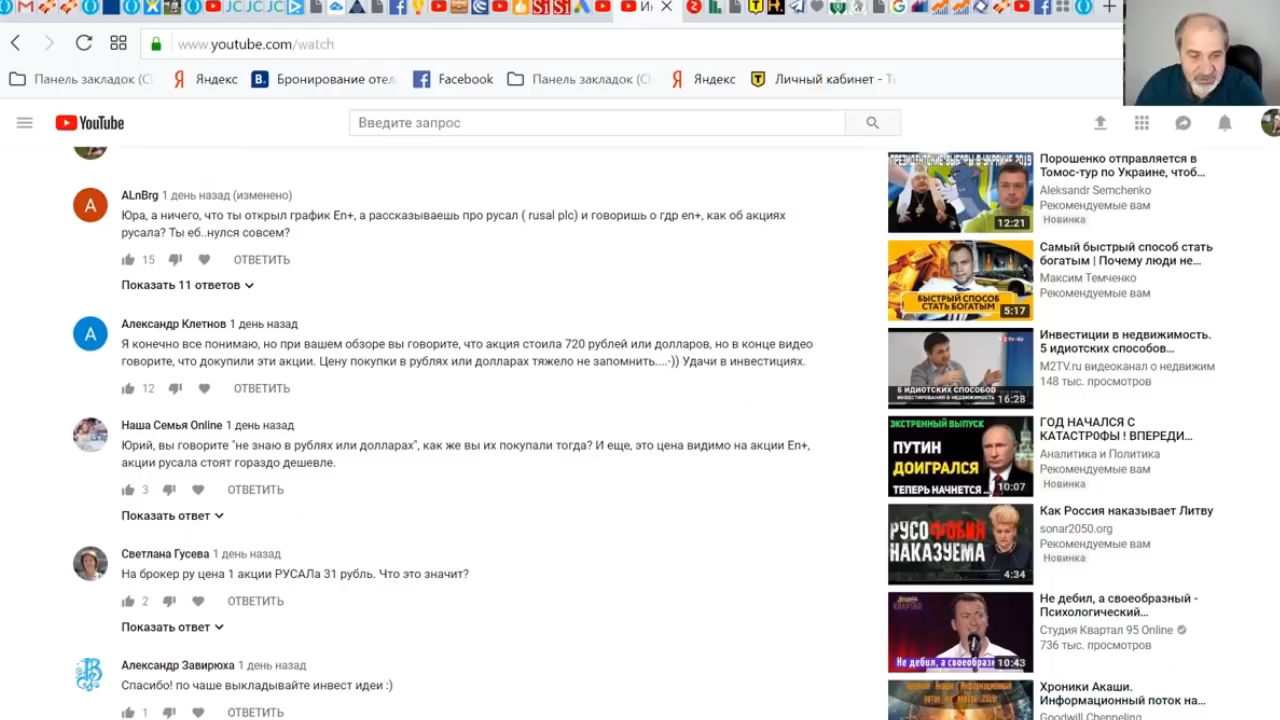 www.youtube.com/watch
Панель закладок (С
Яндекс
Бронирование отел
Facebook
Панель закладок (С
Яндекс
Личный кабинет - Т
YouTube
Введите запрос
ALnBrg 1 день назад (изменено)
Юра, а ничего, что ты открыл график En+, а рассказываешь про русал ( rusal plc) и говоришь о гдр en+, как об акциях
русала? Ты еб..нулся совсем?
15 ОТВЕТИТЬ
Показать 11 ответов
Александр Клетнов 1 день назад
Я конечно все понимаю, но при вашем обзоре вы говорите, что акция стоила 720 рублей или долларов, но в конце видео
говорите, что докупили эти акции. Цену покупки в рублях или долларах тяжело не запомнить....-)) Удачи в инвестициях.
12 ОТВЕТИТЬ
Наша Семья Online 1 день назад
Юрий, вы говорите "не знаю в рублях или долларах", как же вы их покупали тогда? И еще, это цена видимо на акции En+,
акции русала стоят гораздо дешевле.
3 ОТВЕТИТЬ
Показать ответ
Светлана Гусева 1 день назад
На брокер ру цена 1 акции РУСАЛа 31 рубль. Что это значит?
2 ОТВЕТИТЬ
Показать ответ
Александр Завирюха 1 день назад
Спасибо! по чаше выкладывайте инвест идеи :)
1 ОТВЕТИТЬ
ПРЕЗИДЕНТСКИЕ ВЫБОРЫ В УКРАИНЕ 2019
12:21
Порошенко отправляется в
Томос-тур по Украине, чтоб...
Aleksandr Semchenko
Рекомендуемые вам
Новинка
БЫСТРЫЙ СПОСОБ
СТАТЬ БОГАТЫМ
5:17
Самый быстрый способ стать
богатым | Почему люди не...
Максим Темченко
Рекомендуемые вам
5 ИДИОТСКИХ СПОСОБОВ
ИНВЕСТИРОВАНИЯ В НЕДВИЖИМОСТЬ
16:28
Инвестиции в недвижимость.
5 идиотских способов...
M2TV.ru видеоканал о недвижим
148 тыс. просмотров
ЭКСТРЕННЫЙ ВЫПУСК
ПУТИН
ДОИГРАЛСЯ
ТЕПЕРЬ НАЧНЕТСЯ...
10:07
ГОД НАЧАЛСЯ С
КАТАСТРОФЫ ! ВПЕРЕДИ...
Аналитика и Политика
Рекомендуемые вам
Новинка
РУСОФОБИЯ
НАКАЗУЕМА
4:34
Как Россия наказывает Литву
sonar2050.org
Рекомендуемые вам
Новинка
Не дебил, а своеобразн
10:43
Не дебил, а своеобразный -
Психологический...
Студия Квартал 95 Online
736 тыс. просмотров
Хроники Акаши.
Информационный поток на...
Goodwill Chenneling